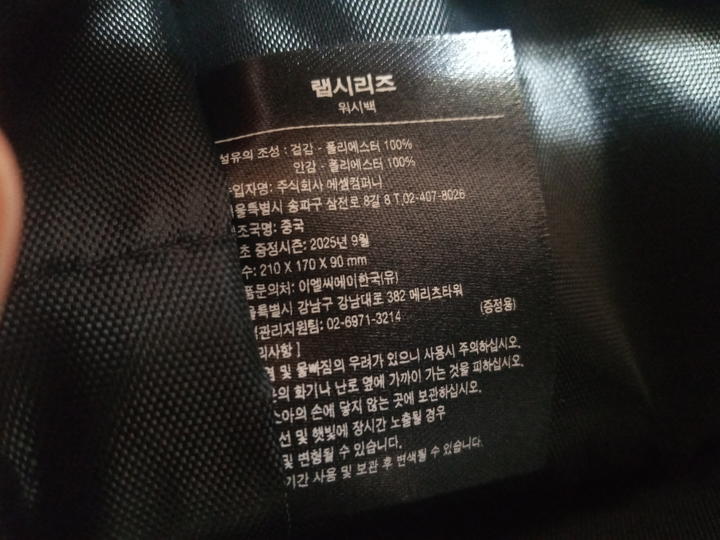 랩시리즈
워시백
섬유의 조성 : 겉감 - 폴리에스터 100%
안감 - 폴리에스터 100%
입자명: 주식회사 에셀컴퍼니
울특별시 송파구 삼전로 8길 8 T.02-407-8026
조국명: 중국
초 증정시즌: 2025년 9월
수: 210 X 170 X 90 mm
품문의처: 이엘씨에이한국(유)
울특별시 강남구 강남대로 382 메리츠타워
관리지원팀: 02-6971-3214 (증정용)
리사항 ]
및 물빠짐의 우려가 있으니 사용시 주의하십시오.
화기나 난로 옆에 가까이 가는 것을 피하십시오.
아의 손에 닿지 않는 곳에 보관하십시오.
선 및 햇빛에 장시간 노출될 경우
및 변형될 수 있습니다.
기간 사용 및 보관 후 변색될 수 있습니다.